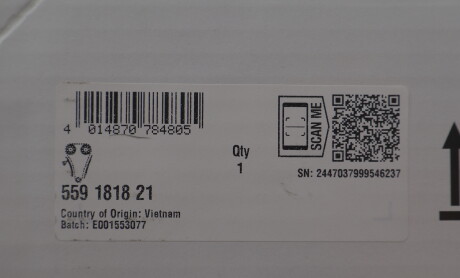 4 014870 784805
SCAN ME
Qty
1
SN: 2447037999546237
559 1818 21
Country of Origin: Vietnam
Batch: E001553077